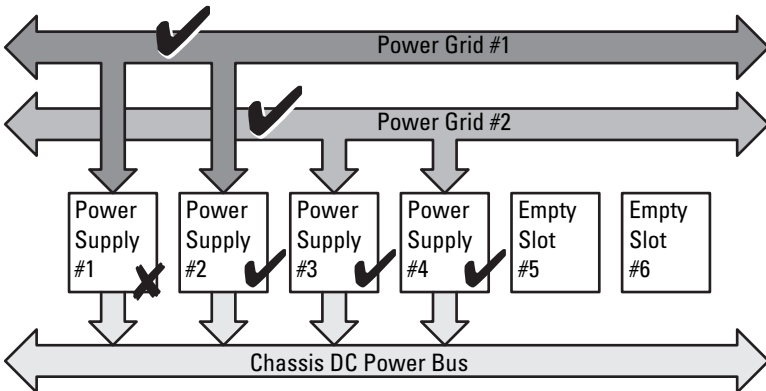 Power Grid #1
Power Grid #2
Power
Supply
#1
Power
Supply
#2
Power
Supply
#3
Power
Supply
#4
Empty
Slot
#5
Empty
Slot
#6
Chassis DC Power Bus